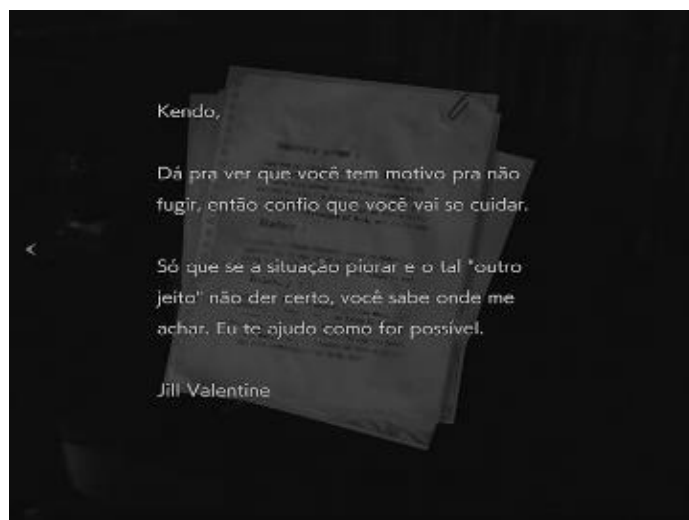 Kendo,
Dá pra ver que você tem motivo pra não
fugir, então confio que você vai se cuidar.
Só que se a situação piorar e o tal "outro
jeito" não der certo, você sabe onde me
achar. Eu te ajudo como for possível.
Jill Valentine